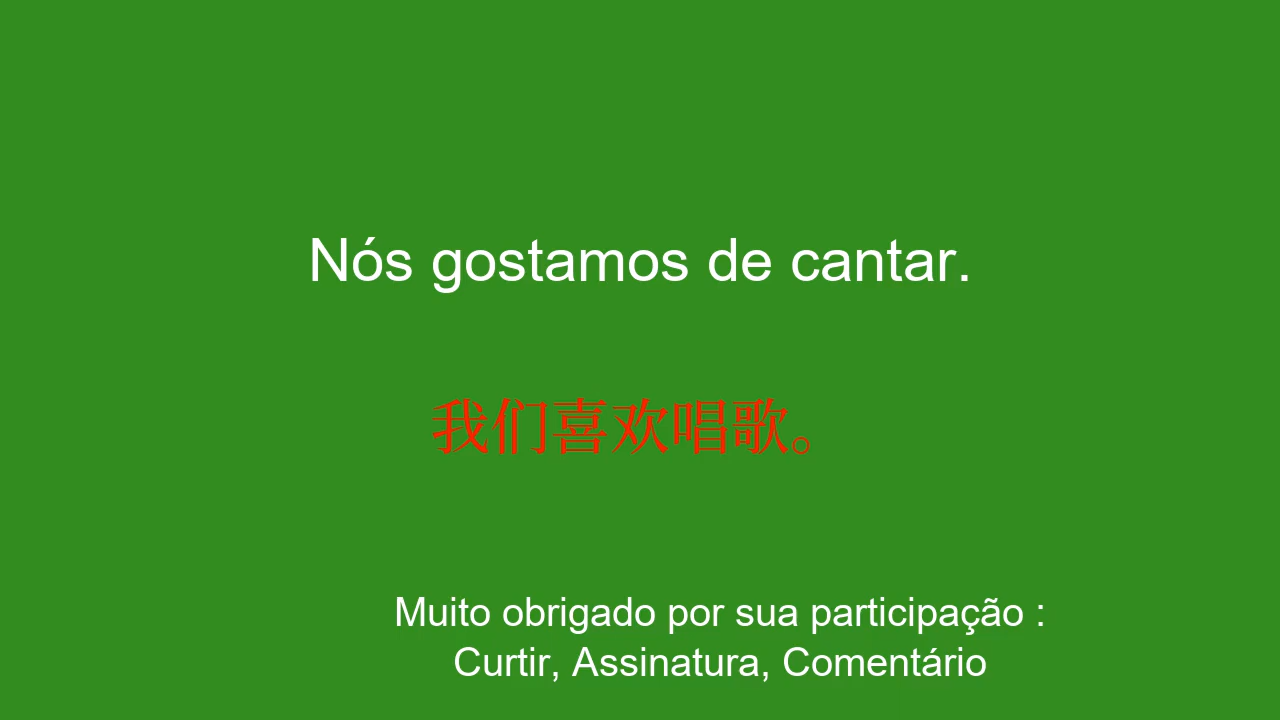 Nós gostamos de cantar.
我们喜欢唱歌。
Muito obrigado por sua participação :
Curtir, Assinatura, Comentário